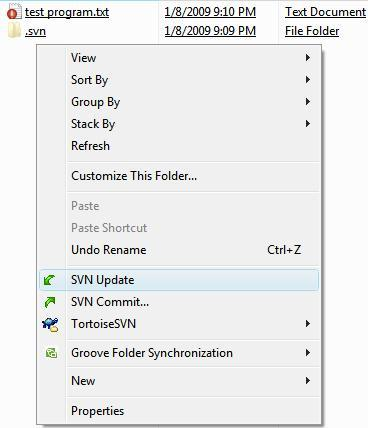 test program.txt 1/8/2009 9:10 PM Text Document
.svn 1/8/2009 9:09 PM File Folder
View
Sort By
Group By
Stack By
Refresh
Customize This Folder...
Paste
Paste Shortcut
Undo Rename Ctrl+Z
SVN Update
SVN Commit...
TortoiseSVN
Groove Folder Synchronization
New
Properties